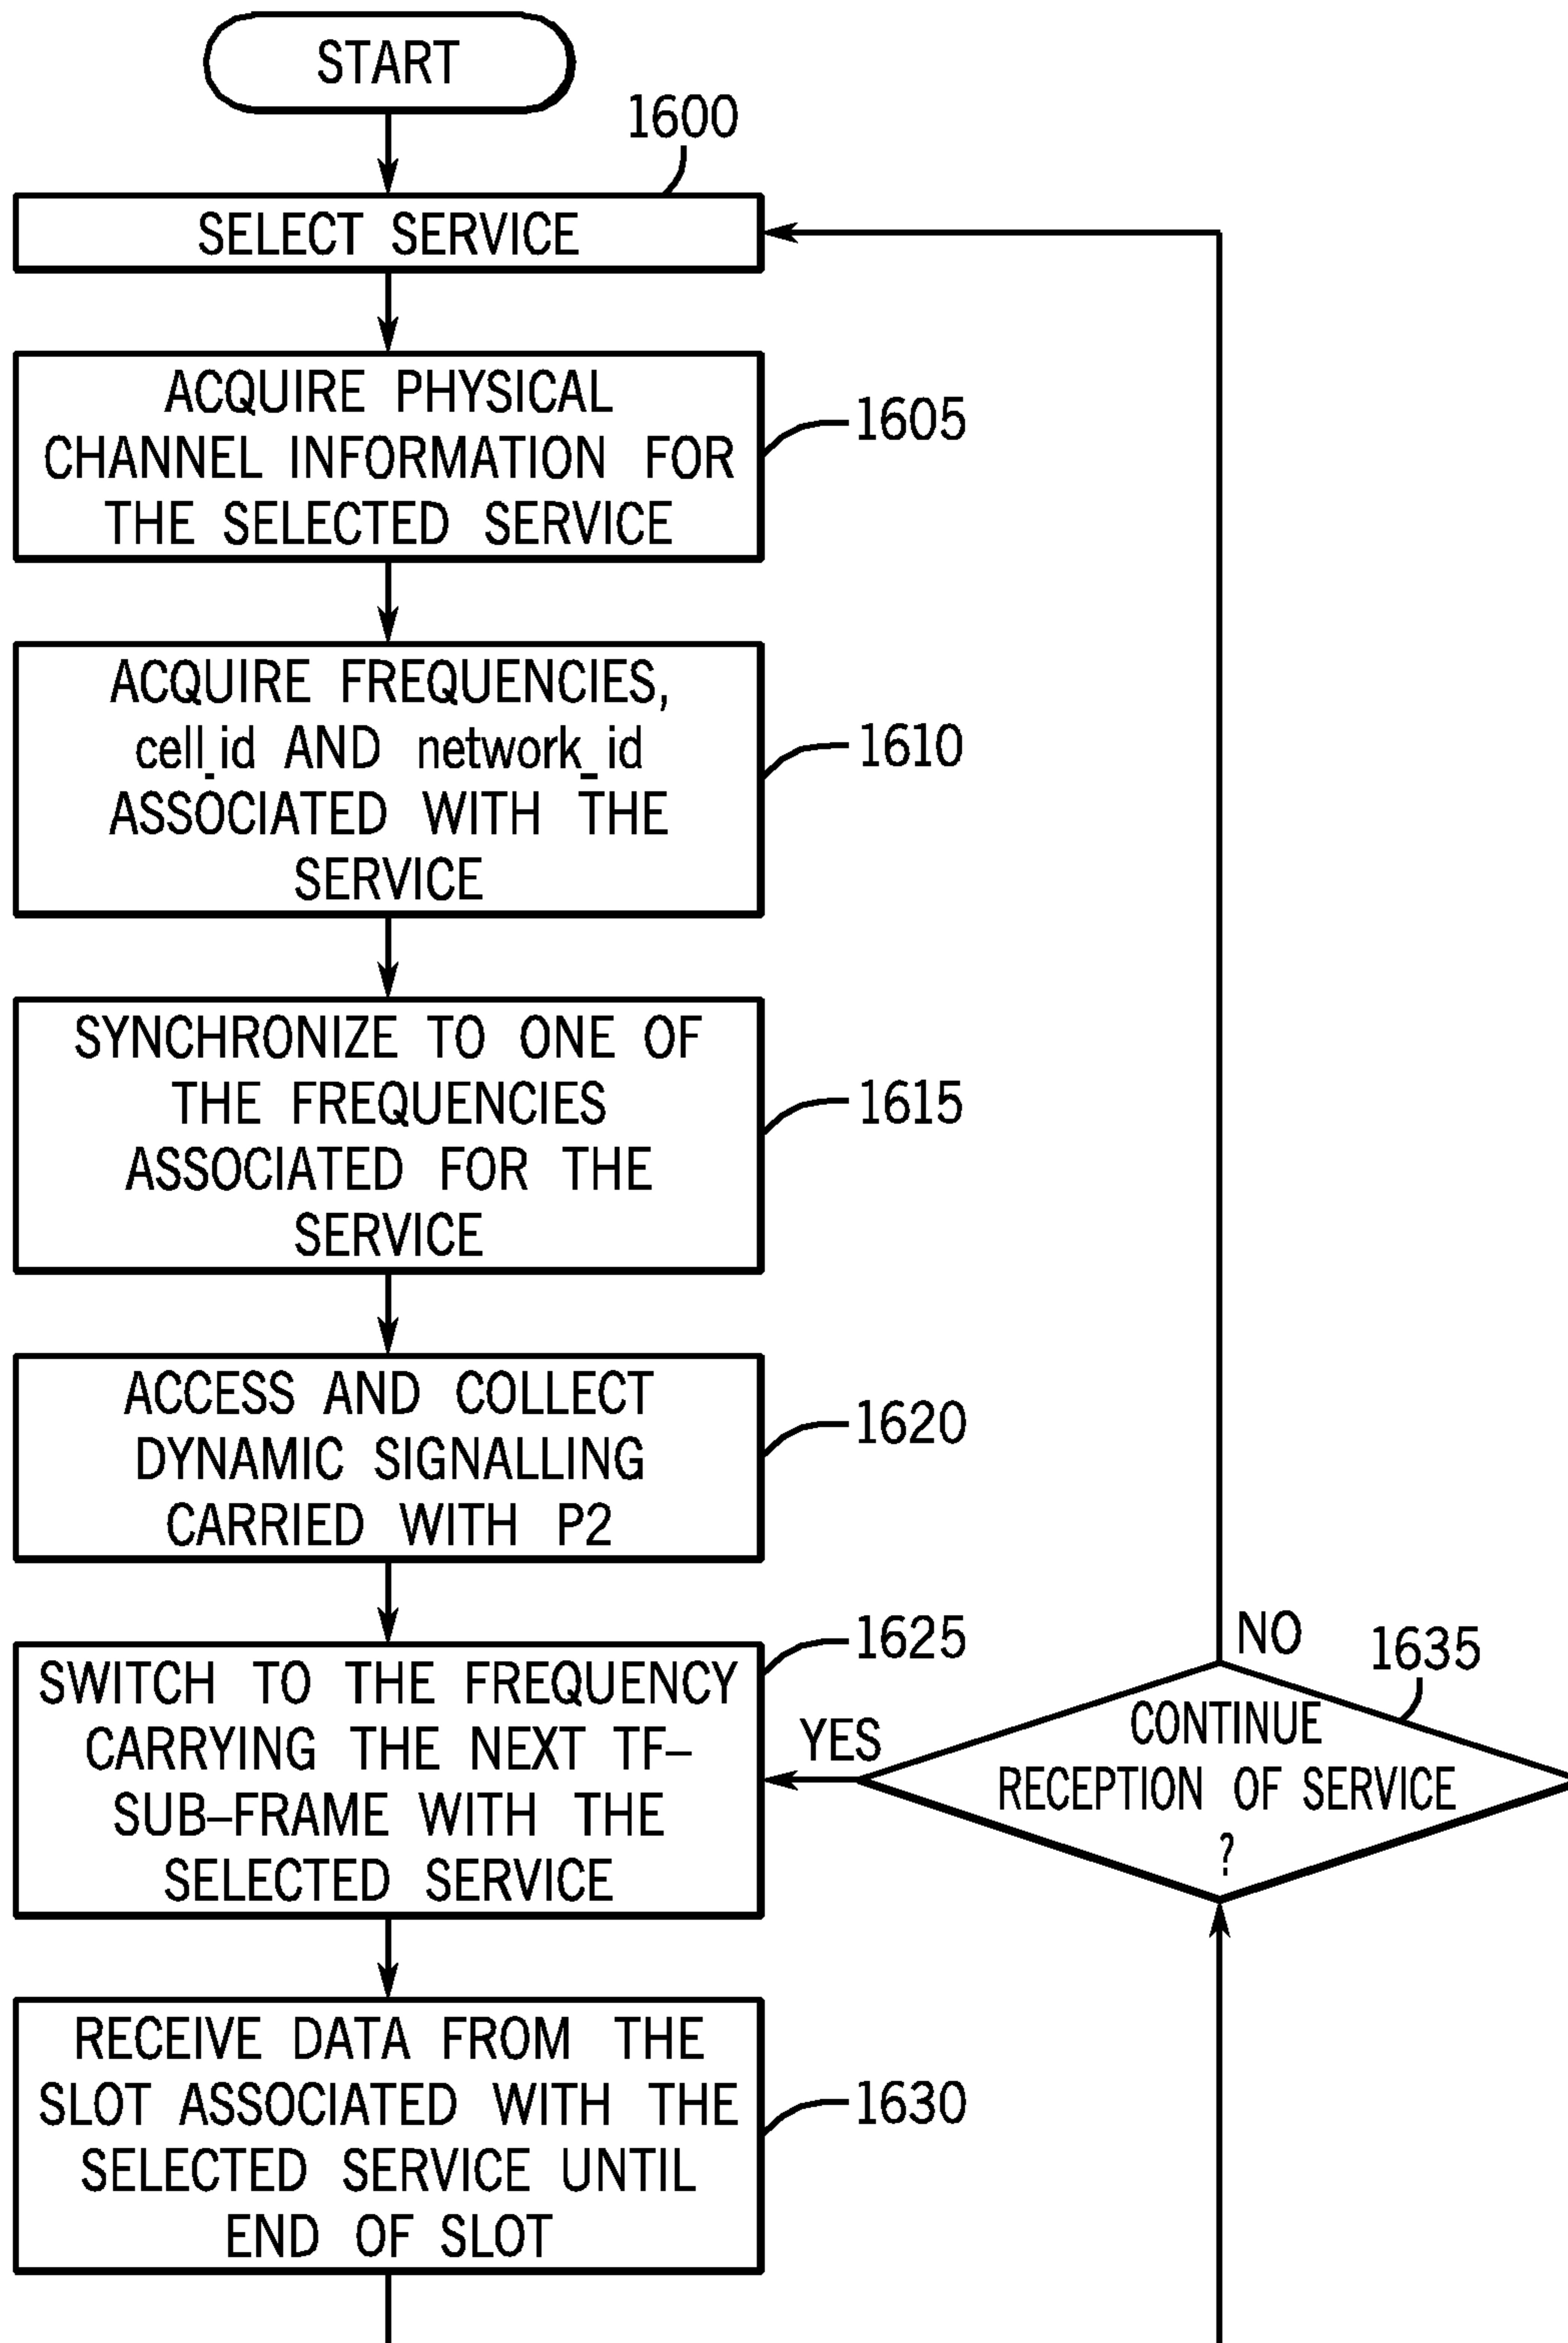 START
1600
SELECT SERVICE
ACQUIRE PHYSICAL
CHANNEL INFORMATION FOR
THE SELECTED SERVICE
1605
ACQUIRE FREQUENCIES,
cell_id AND network_id
ASSOCIATED WITH THE
SERVICE
1610
SYNCHRONIZE TO ONE OF
THE FREQUENCIES
ASSOCIATED FOR THE
SERVICE
1615
ACCESS AND COLLECT
DYNAMIC SIGNALLING
CARRIED WITH P2
1620
SWITCH TO THE FREQUENCY
CARRYING THE NEXT TF–
SUB–FRAME WITH THE
SELECTED SERVICE
1625
YES
NO
1635
CONTINUE
RECEPTION OF SERVICE
?
RECEIVE DATA FROM THE
SLOT ASSOCIATED WITH THE
SELECTED SERVICE UNTIL
END OF SLOT
1630